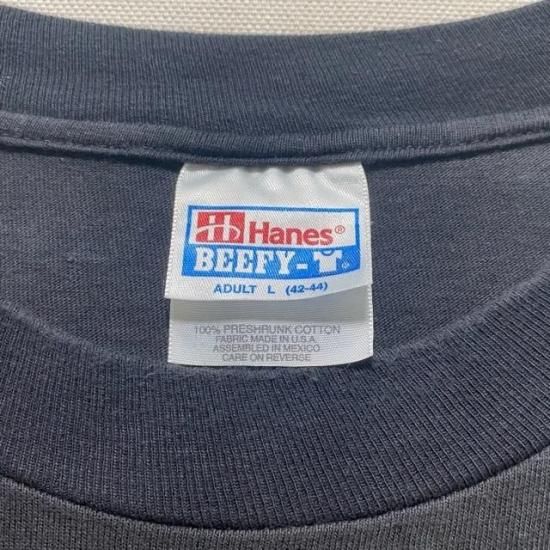 Hanes®
BEEFY-T
ADULT L (42-44)
100% PRESHRUNK COTTON
FABRIC MADE IN U.S.A.
ASSEMBLED IN MEXICO
CARE ON REVERSE